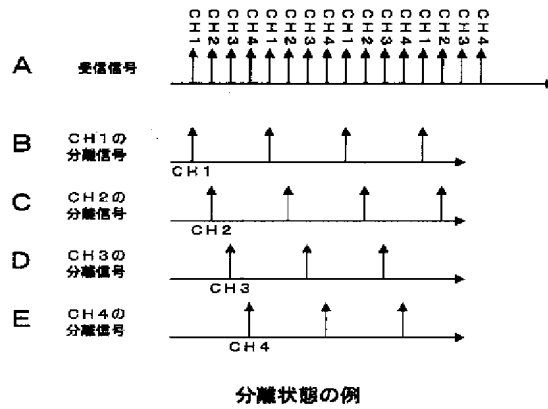 CH1 CH2 CH3 CH4 CH1 CH2 CH3 CH4 CH1 CH2 CH3 CH4 CH1 CH2 CH3 CH4
A 受信信号
B CH1の
分離信号
CH1
C CH2の
分離信号
CH2
D CH3の
分離信号
CH3
E CH4の
分離信号
CH4
分離状態の例